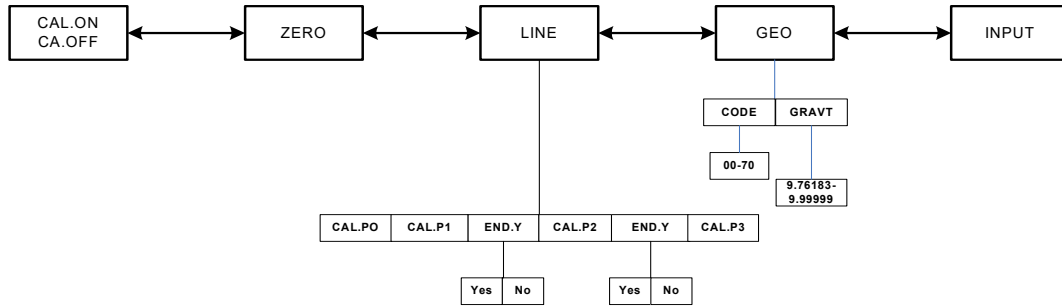 CAL.ON
CA.OFF
ZERO
LINE
GEO
INPUT
CODE
GRAVT
00-70
9.76183-
9.99999
CAL.PO
CAL.P1
END.Y
CAL.P2
END.Y
CAL.P3
Yes
No
Yes
No